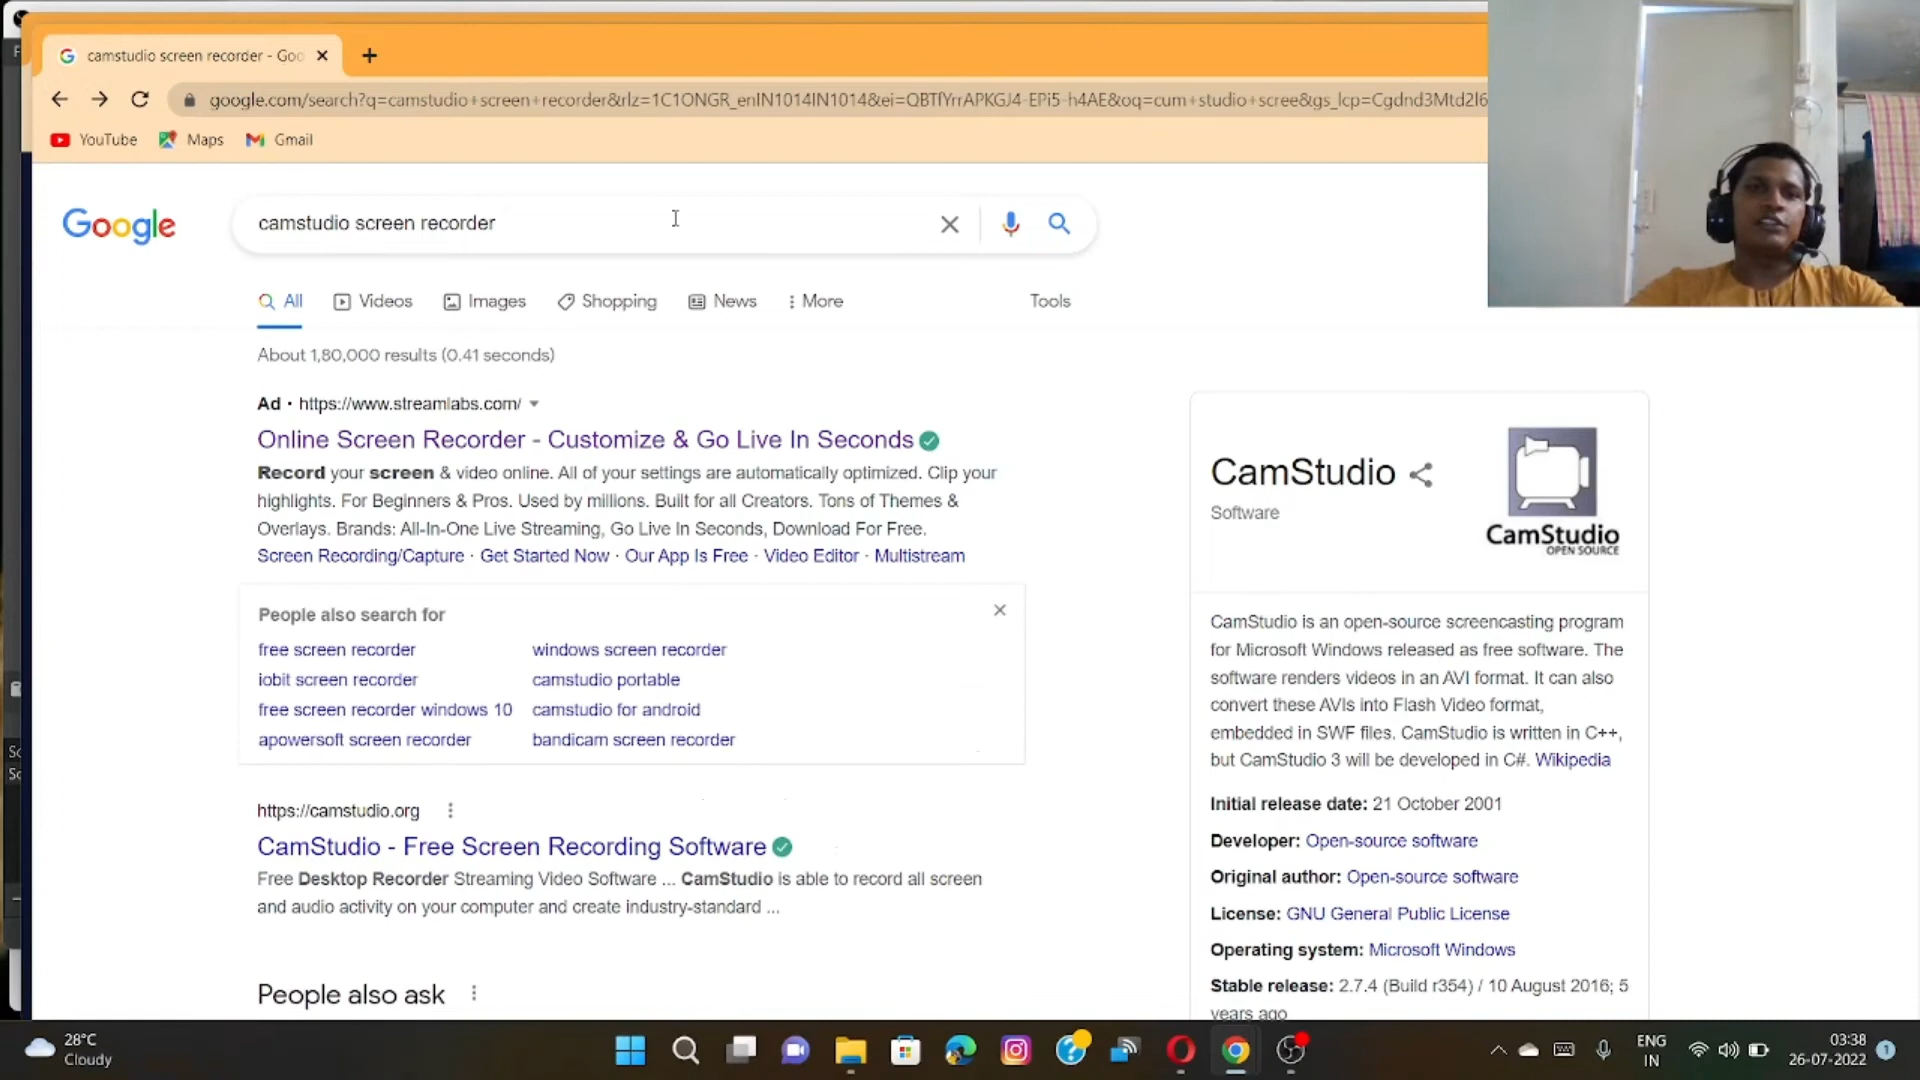 camstudio screen recorder - Goo
google.com/search?q=camstudio+screen+recorder&rlz=1C1ONGR_enIN1014IN1014&ei=QBTfYrrAPKGJ4-EPi5-h4AE&oq=cum+studio+scree&gs_lcp=Cgdnd3Mtd2l6
YouTube Maps Gmail
Google
camstudio screen recorder
All Videos Images Shopping News More Tools
About 1,80,000 results (0.41 seconds)
Ad · https://www.streamlabs.com/
Online Screen Recorder - Customize & Go Live In Seconds
Record your screen & video online. All of your settings are automatically optimized. Clip your
highlights. For Beginners & Pros. Used by millions. Built for all Creators. Tons of Themes &
Overlays. Brands: All-In-One Live Streaming, Go Live In Seconds, Download For Free.
Screen Recording/Capture · Get Started Now · Our App Is Free · Video Editor · Multistream
People also search for
free screen recorder
windows screen recorder
iobit screen recorder
camstudio portable
free screen recorder windows 10
camstudio for android
apowersoft screen recorder
bandicam screen recorder
https://camstudio.org
CamStudio - Free Screen Recording Software
Free Desktop Recorder Streaming Video Software ... CamStudio is able to record all screen
and audio activity on your computer and create industry-standard ...
People also ask
CamStudio
Software
CamStudio
OPEN SOURCE
CamStudio is an open-source screencasting program
for Microsoft Windows released as free software. The
software renders videos in an AVI format. It can also
convert these AVIs into Flash Video format,
embedded in SWF files. CamStudio is written in C++,
but CamStudio 3 will be developed in C#. Wikipedia
Initial release date: 21 October 2001
Developer: Open-source software
Original author: Open-source software
License: GNU General Public License
Operating system: Microsoft Windows
Stable release: 2.7.4 (Build r354) / 10 August 2016; 5
years ago
28°C
Cloudy
ENG
IN
03:38
26-07-2022
1